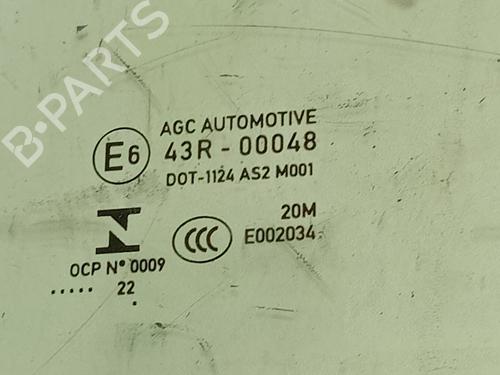 B-PARTS
AGC AUTOMOTIVE
E6 43R - 00048
DOT-1124 AS2 M001
20M
CCC E002034
OCP N° 0009
..... 22